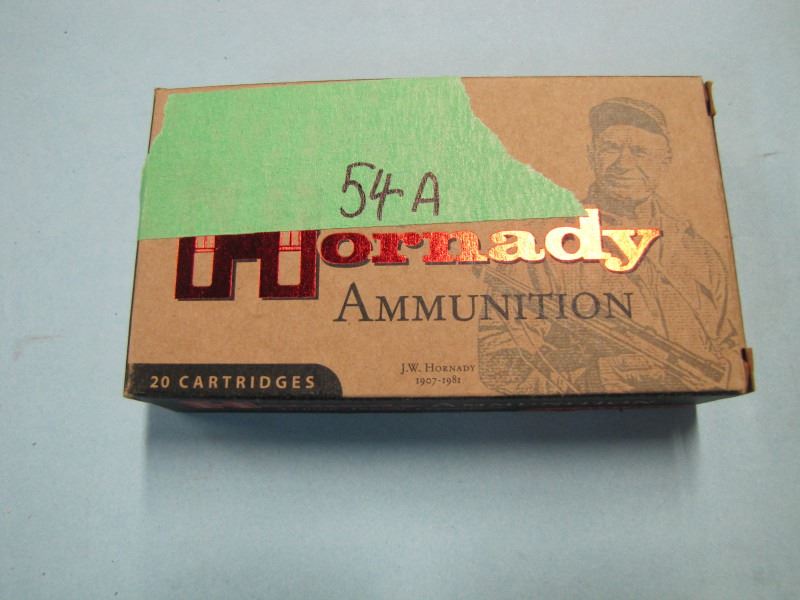 54A
Hornady
AMMUNITION
J.W. HORNADY
1907-1981
20 CARTRIDGES